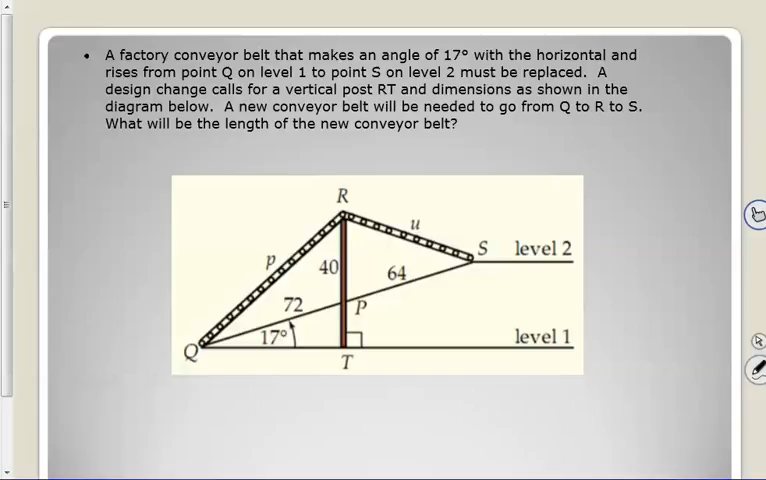 • A factory conveyor belt that makes an angle of 17° with the horizontal and
rises from point Q on level 1 to point S on level 2 must be replaced. A
design change calls for a vertical post RT and dimensions as shown in the
diagram below. A new conveyor belt will be needed to go from Q to R to S.
What will be the length of the new conveyor belt?
R
u
S level 2
p
40
64
72
P
17°
level 1
Q
T